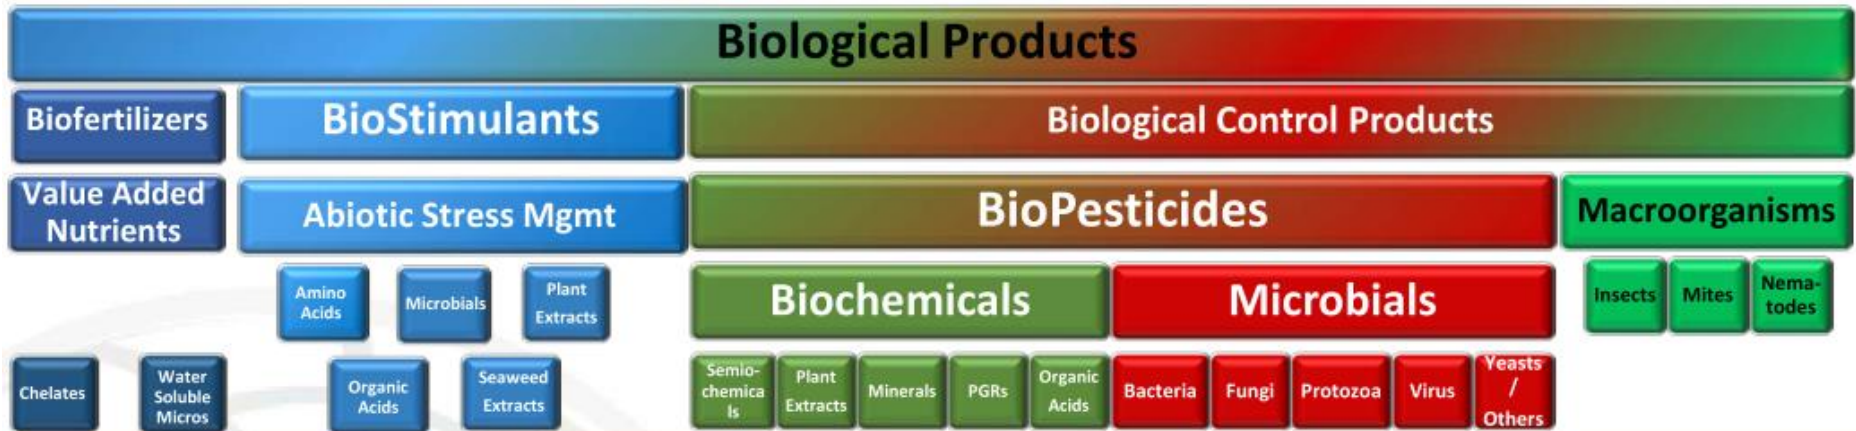 Biological Products
Biofertilizers
BioStimulants
Biological Control Products
Value Added
Nutrients
Abiotic Stress Mgmt
BioPesticides
Macroorganisms
Amino
Acids
Microbials
Plant
Extracts
Biochemicals
Microbials
Insects
Mites
Nema-
todes
Chelates
Water
Soluble
Micros
Organic
Acids
Seaweed
Extracts
Semio-
chemica
ls
Plant
Extracts
Minerals
PGRs
Organic
Acids
Bacteria
Fungi
Protozoa
Virus
Yeasts
/
Others